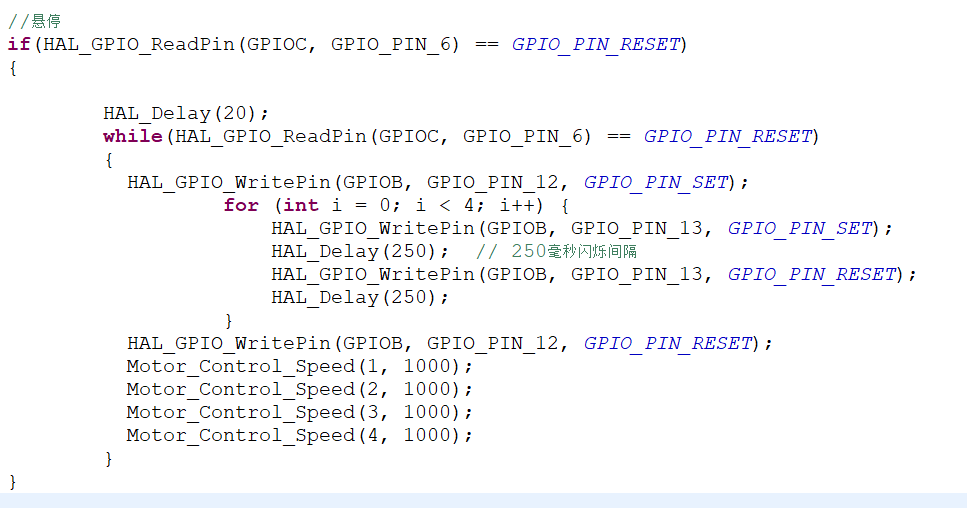 //悬停
if(HAL_GPIO_ReadPin(GPIOC, GPIO_PIN_6) == GPIO_PIN_RESET)
{
HAL_Delay(20);
while(HAL_GPIO_ReadPin(GPIOC, GPIO_PIN_6) == GPIO_PIN_RESET)
{
HAL_GPIO_WritePin(GPIOB, GPIO_PIN_12, GPIO_PIN_SET);
for (int i = 0; i < 4; i++) {
HAL_GPIO_WritePin(GPIOB, GPIO_PIN_13, GPIO_PIN_SET);
HAL_Delay(250);  // 250毫秒闪烁间隔
HAL_GPIO_WritePin(GPIOB, GPIO_PIN_13, GPIO_PIN_RESET);
HAL_Delay(250);
}
HAL_GPIO_WritePin(GPIOB, GPIO_PIN_12, GPIO_PIN_RESET);
Motor_Control_Speed(1, 1000);
Motor_Control_Speed(2, 1000);
Motor_Control_Speed(3, 1000);
Motor_Control_Speed(4, 1000);
}
}